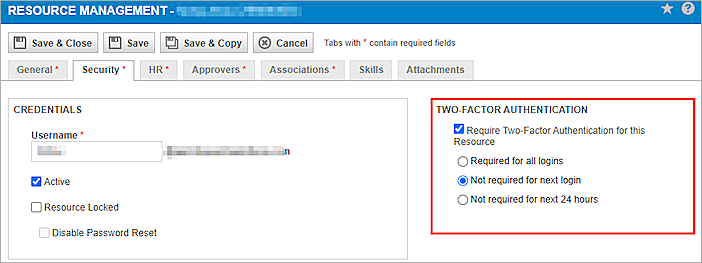 RESOURCE MANAGEMENT -
Save & Close Save Save & Copy Cancel Tabs with * contain required fields
General * Security * HR * Approvers * Associations * Skills Attachments
CREDENTIALS
Username *
Active
Resource Locked
Disable Password Reset
TWO-FACTOR AUTHENTICATION
Require Two-Factor Authentication for this
Resource
Required for all logins
Not required for next login
Not required for next 24 hours